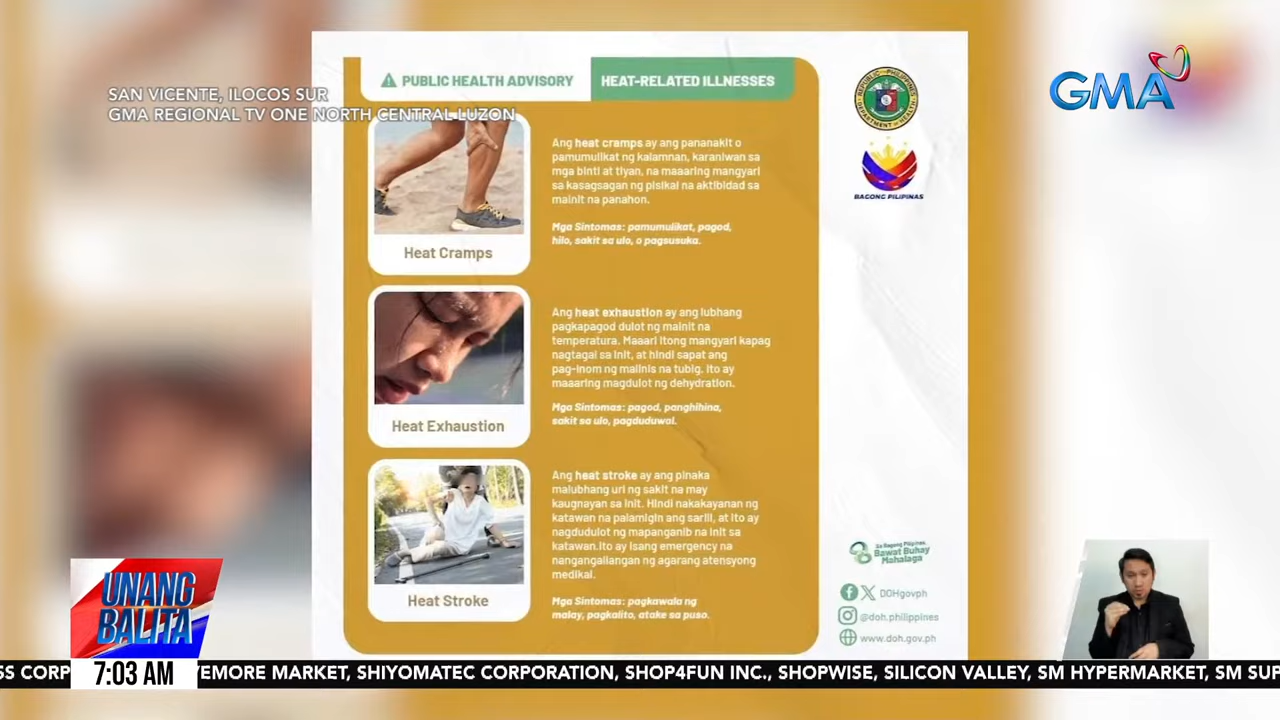 SAN VICENTE, ILOCOS SUR
GMA REGIONAL TV ONE NORTH CENTRAL LUZON
GMA
PUBLIC HEALTH ADVISORY
HEAT-RELATED ILLNESSES
BAGONG PILIPINAS
Heat Cramps
Ang heat cramps ay ang pananakit o
pamumulikat ng kalamnan, karaniwan sa
mga binti at tiyan, na maaaring mangyari
sa kasagsagan ng pisikal na aktibidad sa
mainit na panahon.
Mga Sintomas: pamumulikat, pagod,
hilo, sakit sa ulo, o pagsusuka.
Heat Exhaustion
Ang heat exhaustion ay ang lubhang
pagkapagod dulot ng mainit na
temperatura. Maaari itong mangyari kapag
nagtagal sa init, at hindi sapat ang
pag-inom ng malinis na tubig. Ito ay
maaaring magdulot ng dehydration.
Mga Sintomas: pagod, panghihina,
sakit sa ulo, pagduduwal.
Heat Stroke
Ang heat stroke ay ang pinaka
malubhang uri ng sakit na may
kaugnayan sa init. Hindi nakakayanan ng
katawan na palamigin ang sarili, at ito ay
nagdudulot ng mapanganib na init sa
katawan.Ito ay isang emergency na
nangangailangan ng agarang atensyong
medikal.
Mga Sintomas: pagkawala ng
malay, pagkalito, atake sa puso.
Sa Bagong Pilipinas,
Bawat Buhay
Mahalaga
DOHgovph
@doh.philippines
www.doh.gov.ph
UNANG
BALITA
7:03 AM
SS CORP
VEMORE MARKET, SHIYOMATEC CORPORATION, SHOP4FUN INC., SHOPWISE, SILICON VALLEY, SM HYPERMARKET, SM SUP